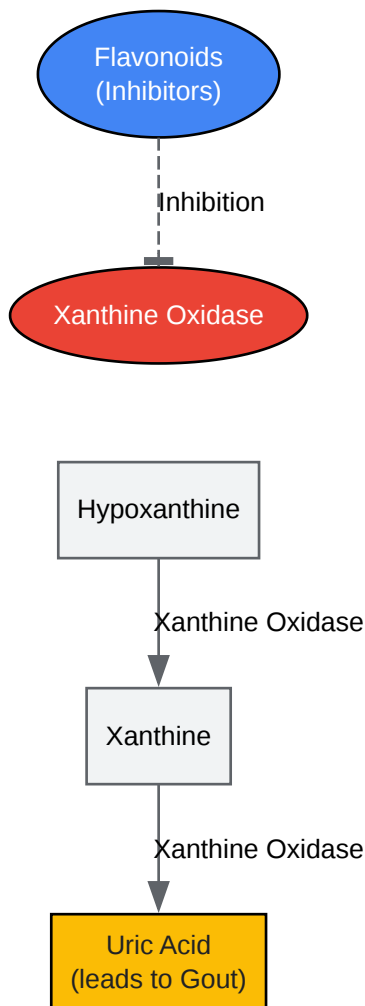 Flavonoids
(Inhibitors)
Inhibition
Xanthine Oxidase
Hypoxanthine
Xanthine Oxidase
Xanthine
Xanthine Oxidase
Uric Acid
(leads to Gout)